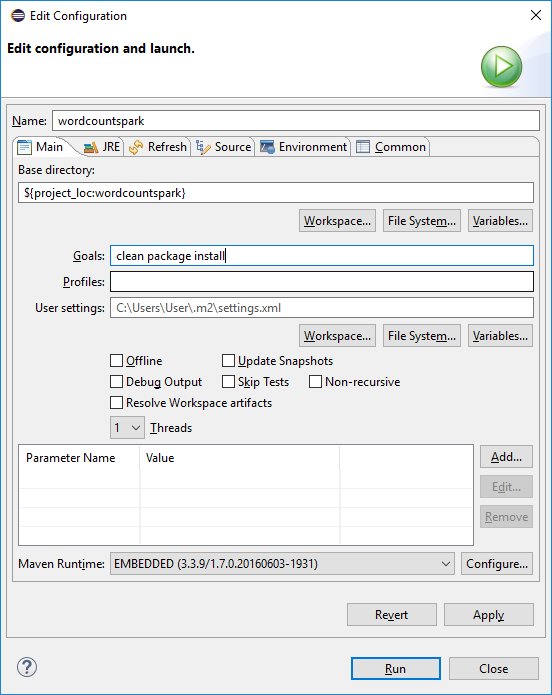 Edit Configuration
Edit configuration and launch.
Name: wordcountspark
Main JRE Refresh Source Environment Common
Base directory:
${project_loc:wordcountspark}
Workspace... File System... Variables...
Goals: clean package install
Profiles:
User settings: C:\Users\User\.m2\settings.xml
Workspace... File System... Variables...
Offline Update Snapshots
Debug Output Skip Tests Non-recursive
Resolve Workspace artifacts
1 Threads
Parameter Name Value Add...
Edit...
Remove
Maven Runtime: EMBEDDED (3.3.9/1.7.0.20160603-1931) Configure...
Revert Apply
? Run Close